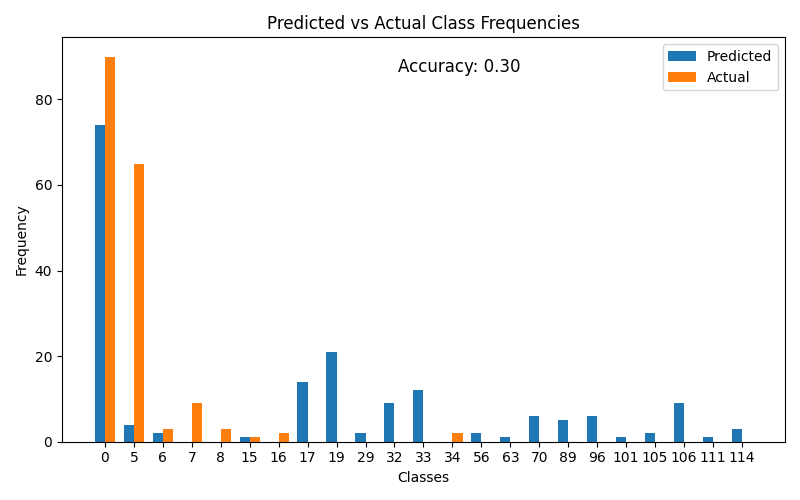 Predicted vs Actual Class Frequencies
Accuracy: 0.30
Predicted
Actual
80
60
40
20
0
Frequency
0 5 6 7 8 15 16 17 19 29 32 33 34 56 63 70 89 96 101 105 106 111 114
Classes